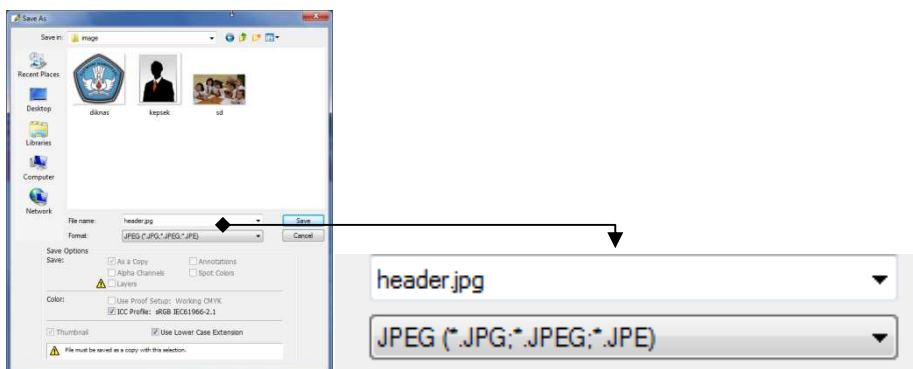 Save As
Save in: image
Recent Places
Desktop
Libraries
Computer
Network
diknas kepsek sd
File name: header.jpg Save
Format: JPEG (*.JPG;*.JPEG;*.JPE) Cancel
Save Options
Save: As a Copy Annotations
Alpha Channels Spot Colors
Layers
Color: Use Proof Setup: Working CMYK
ICC Profile: sRGB IEC61966-2.1
Thumbnail Use Lower Case Extension
File must be saved as a copy with this selection.
header.jpg
JPEG (*.JPG;*.JPEG;*.JPE)